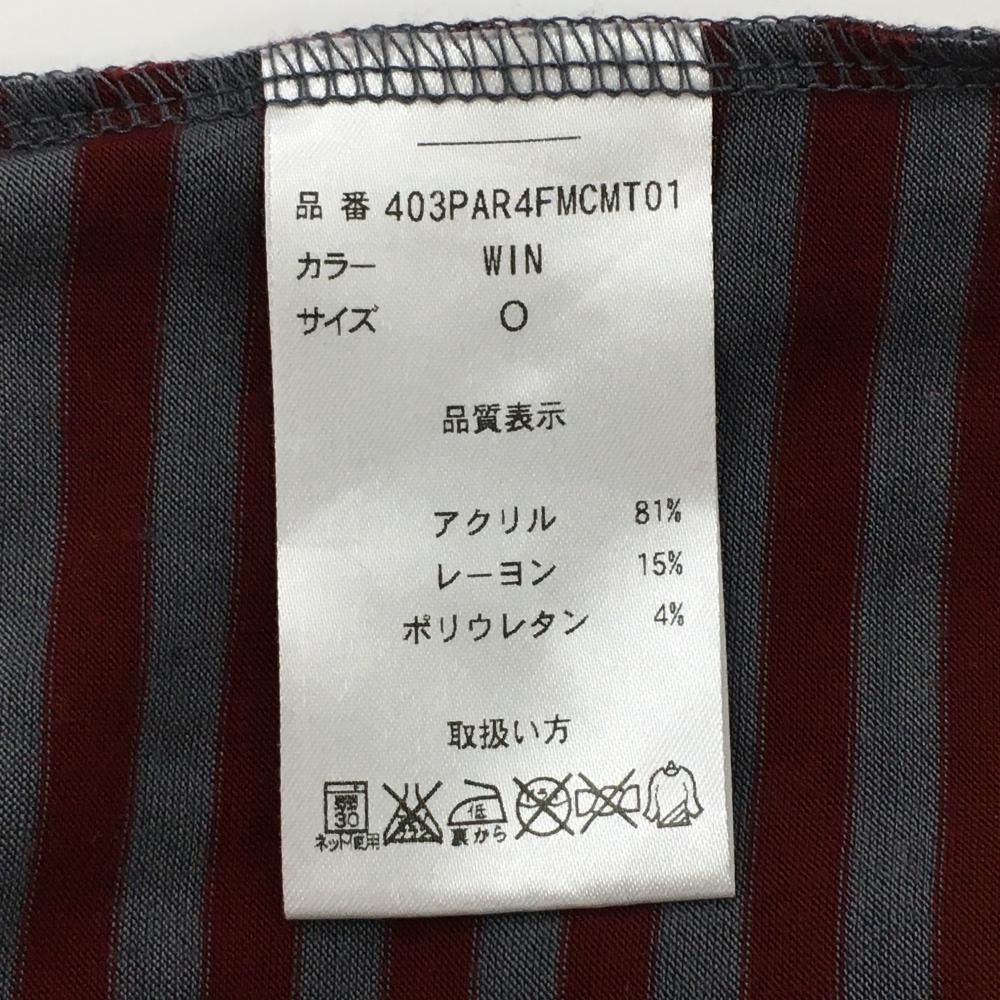 品番 403PAR4FMCMT01
カラー WIN
サイズ O
品質表示
アクリル 81%
レーヨン 15%
ポリウレタン 4%
取扱い方
30
低
ネット使用
裏から